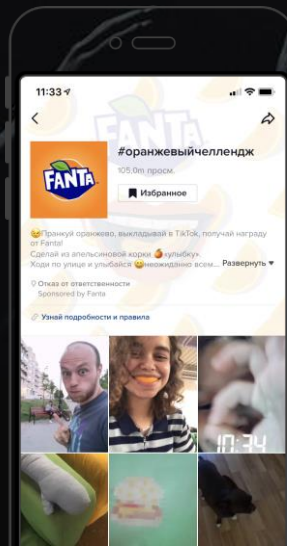 11:33
FANTA
#оранжевыйчеллендж
105.0m просм.
FANTA
Избранное
Пранкуй оранжево, выкладывай в TikTok, получай награду
от Fanta!
Сделай из апельсиновой корки «улыбку».
Ходи по улице и улыбайся неожиданно всем... Развернуть
Отказ от ответственности
Sponsored by Fanta
Узнай подробности и правила
10:34